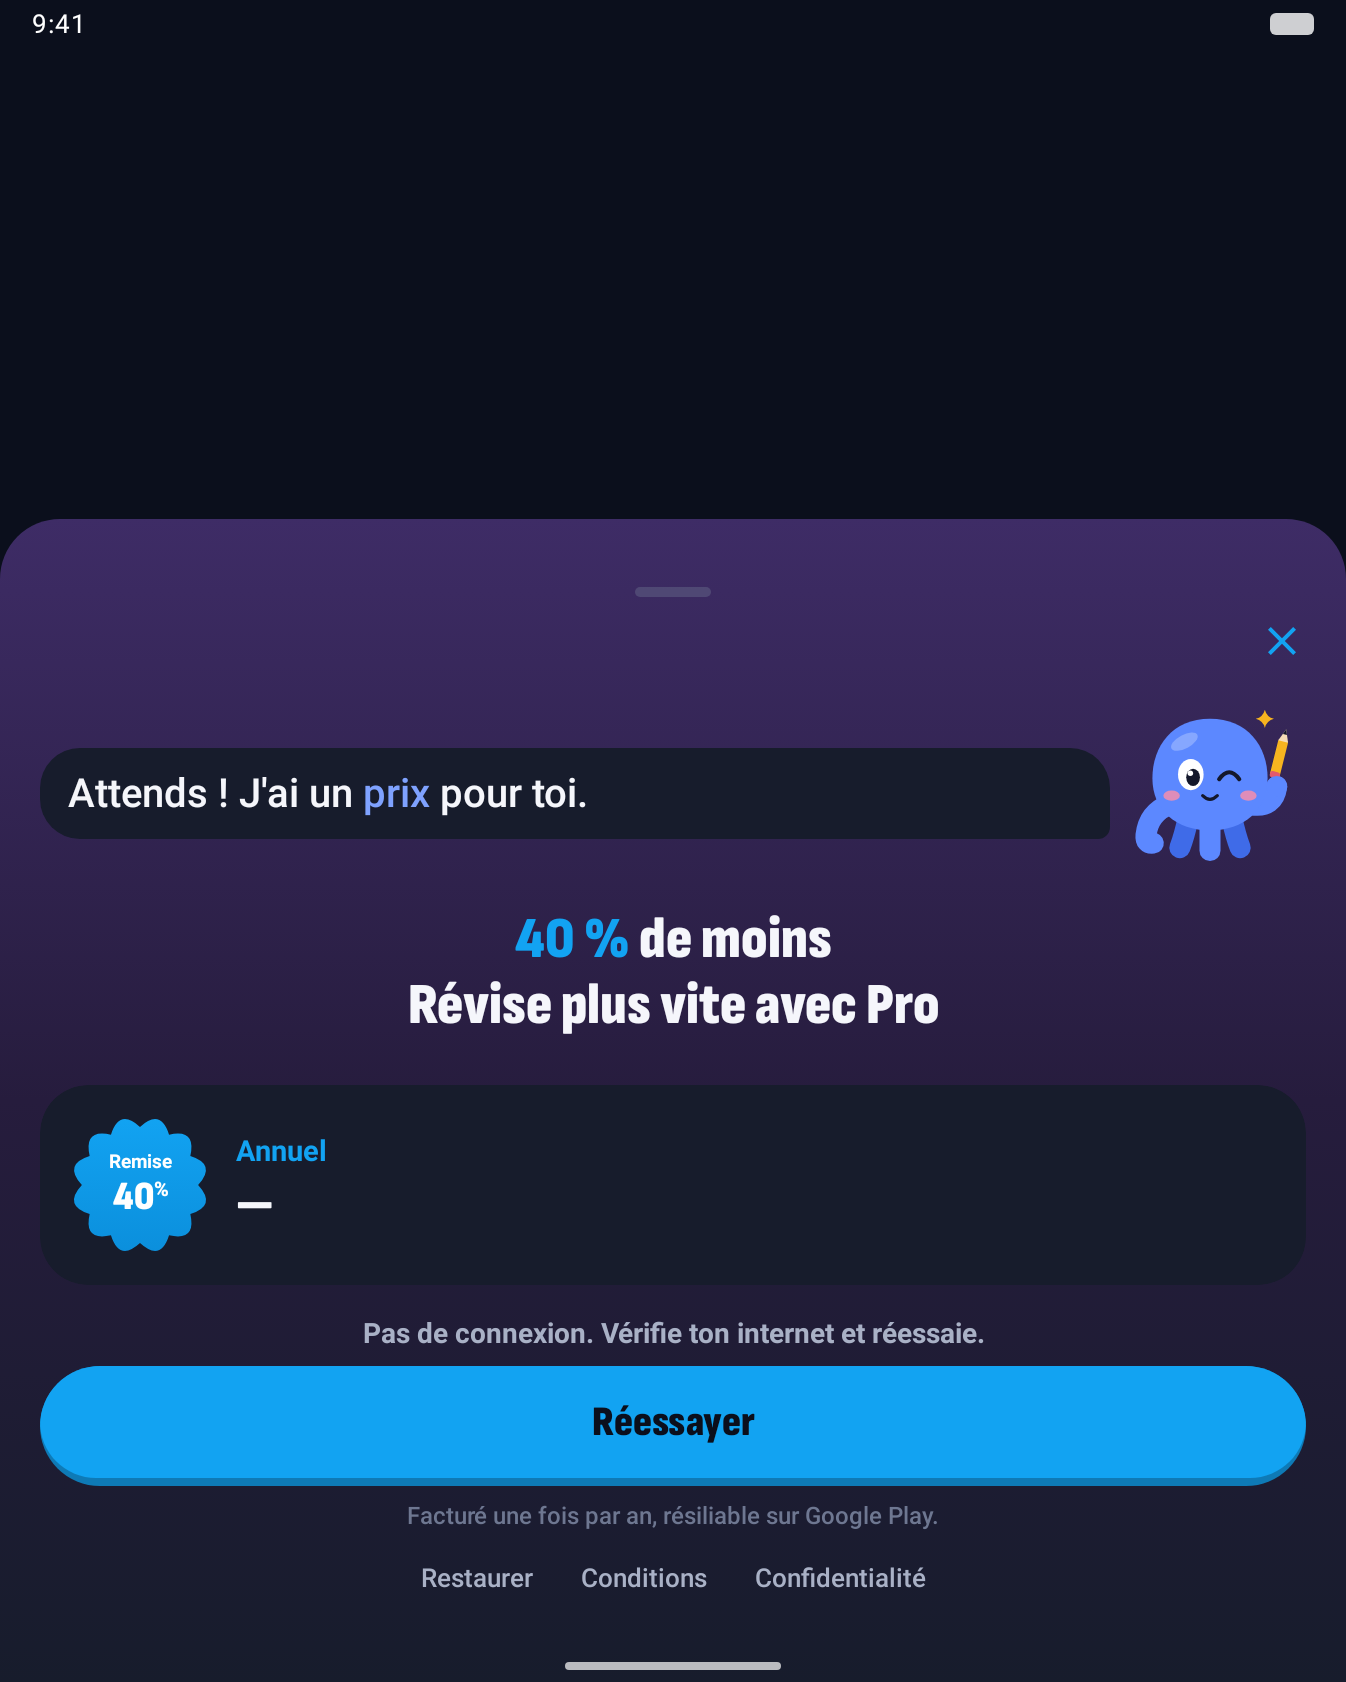 9:41
Attends ! J'ai un prix pour toi.
40 % de moins
Révise plus vite avec Pro
Remise
40%
Annuel
—
Pas de connexion. Vérifie ton internet et réessaie.
Réessayer
Facturé une fois par an, résiliable sur Google Play.
Restaurer Conditions Confidentialité